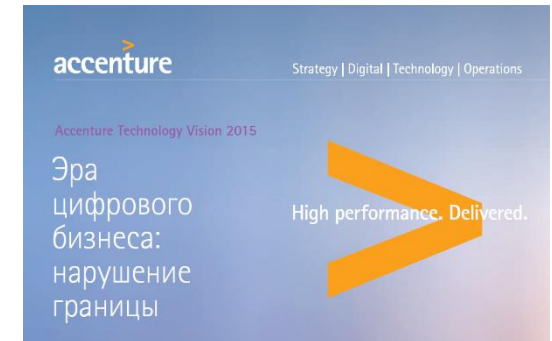 accenture
Strategy | Digital | Technology | Operations
Accenture Technology Vision 2015
Эра
цифрового
бизнеса:
нарушение
границы
High performance. Delivered.